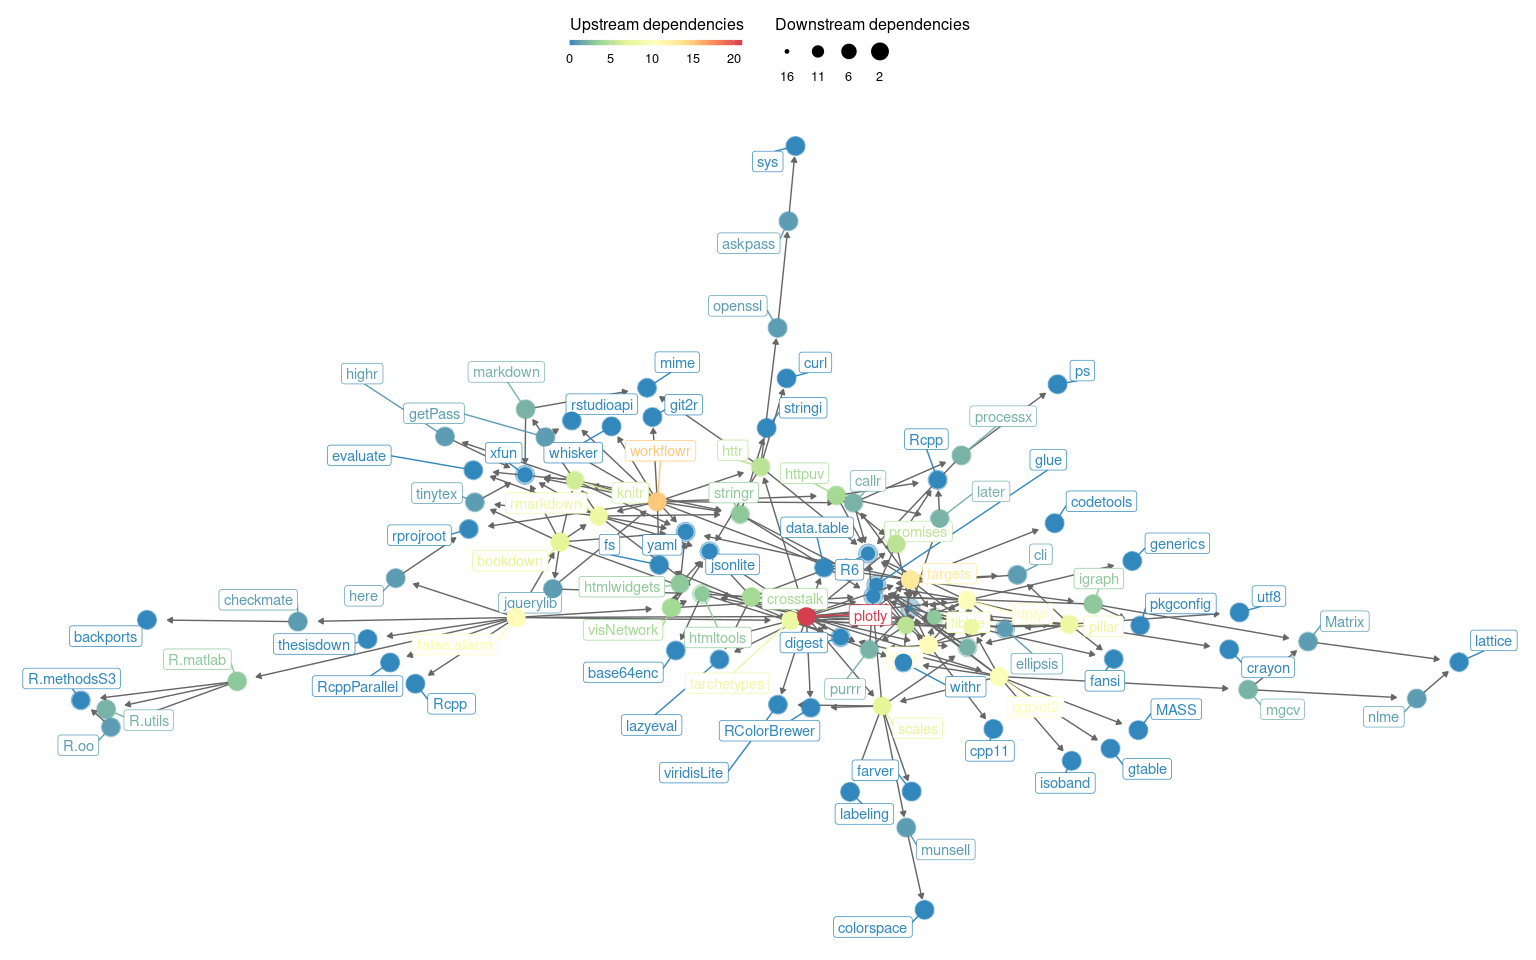 Upstream dependencies
Downstream dependencies
0 5 10 15 20
16 11 6 2
sys
askpass
openssl
mime
curl
highr
markdown
ps
getPass
rstudioapi
git2r
stringi
processx
evaluate
xfun
whisker
workflowr
httr
Rcpp
glue
tinytex
rmarkdown
knitr
stringr
httpuv
callr
later
codetools
rprojroot
data.table
promises
generics
fs
yaml
jsonlite
R6
cli
bookdown
targets
igraph
here
jquerylib
htmlwidgets
crosstalk
checkmate
utf8
plotly
dplyr
tibble
pillar
pkgconfig
Matrix
backports
thesisdown
false.alarm
visNetwork
htmltools
digest
lattice
R.matlab
R.methodsS3
RcppParallel
Rcpp
base64enc
tarchetypes
purrr
withr
ellipsis
fansi
crayon
R.utils
R.oo
lazyeval
RColorBrewer
scales
ggplot2
MASS
mgcv
nlme
viridisLite
farver
cpp11
isoband
gtable
labeling
munsell
colorspace